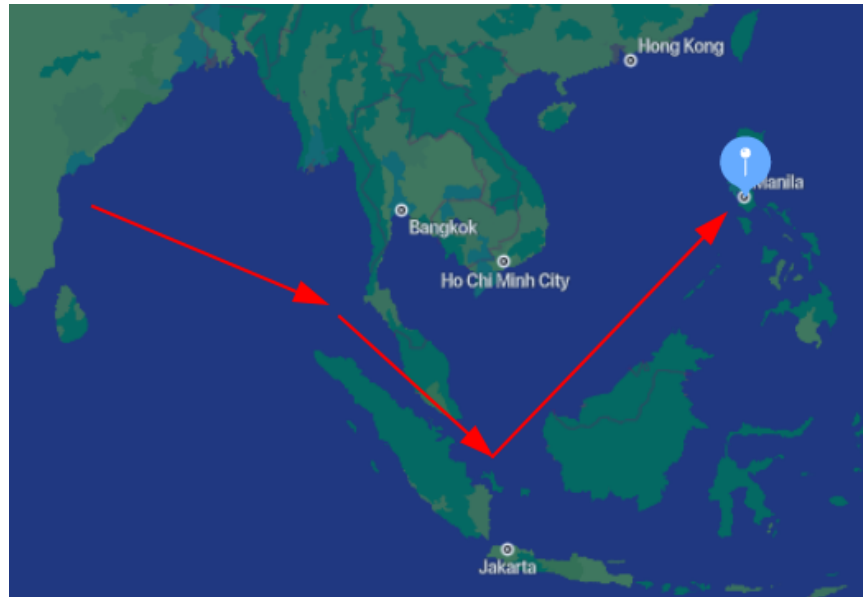 Hong Kong
Manila
Bangkok
Ho Chi Minh City
Jakarta